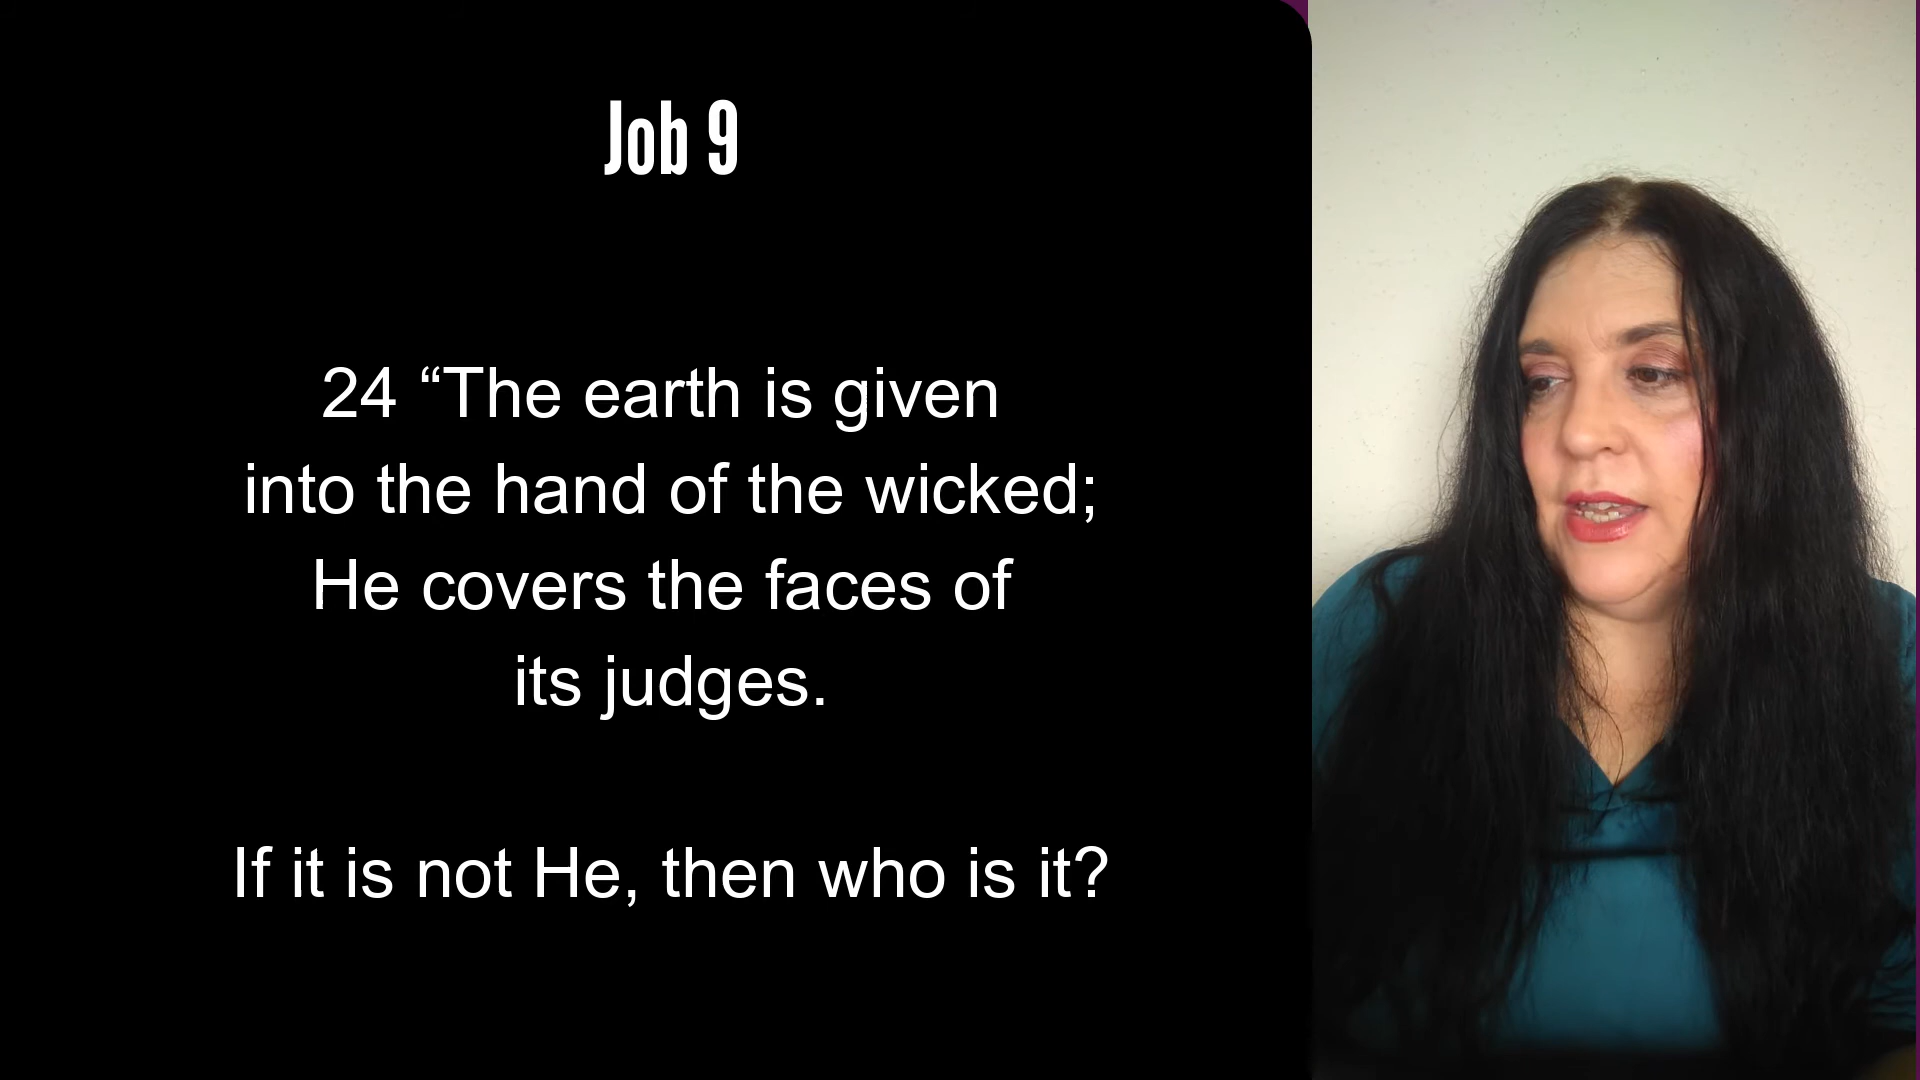 Job 9
24 “The earth is given
into the hand of the wicked;
He covers the faces of
its judges.
If it is not He, then who is it?